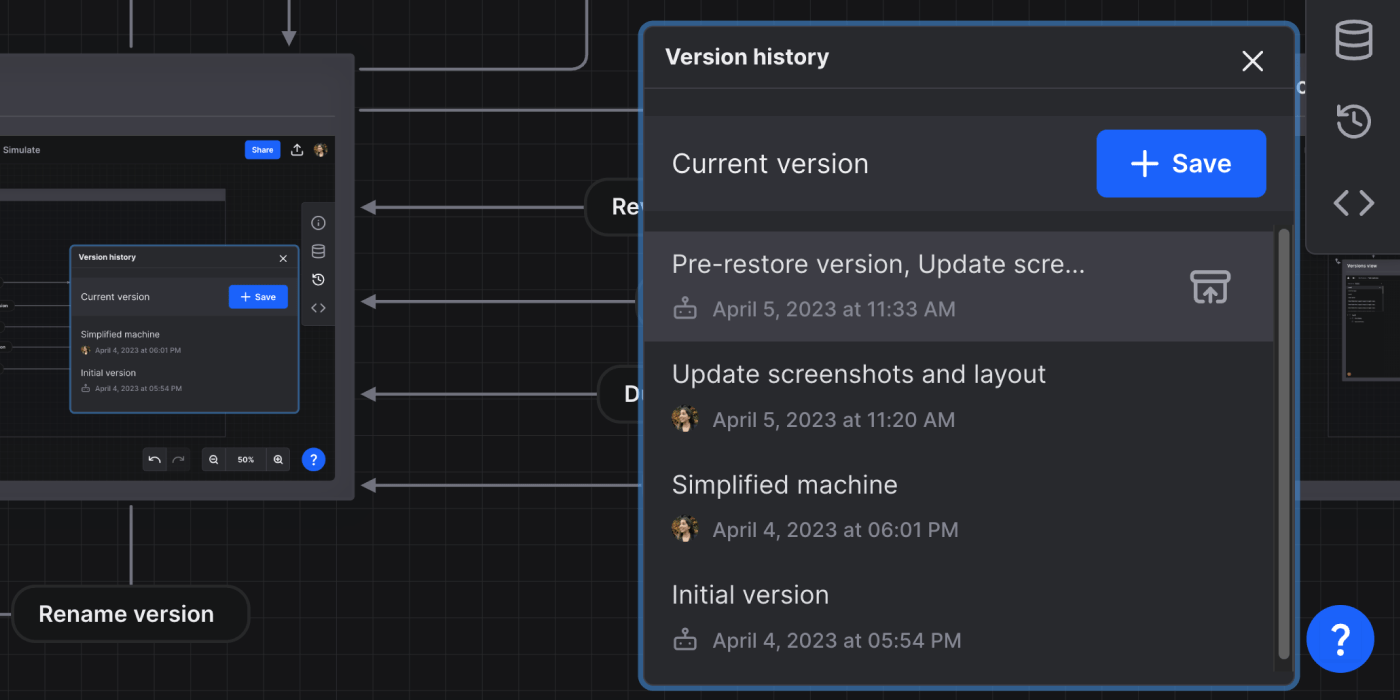 Version history
Current version
+ Save
Pre-restore version, Update scre...
April 5, 2023 at 11:33 AM
Update screenshots and layout
April 5, 2023 at 11:20 AM
Simplified machine
April 4, 2023 at 06:01 PM
Initial version
April 4, 2023 at 05:54 PM
?
Simulate
Share
Version history
Current version
+ Save
Simplified machine
April 4, 2023 at 06:01 PM
Initial version
April 4, 2023 at 05:54 PM
50%
?
Rename version
Versions view